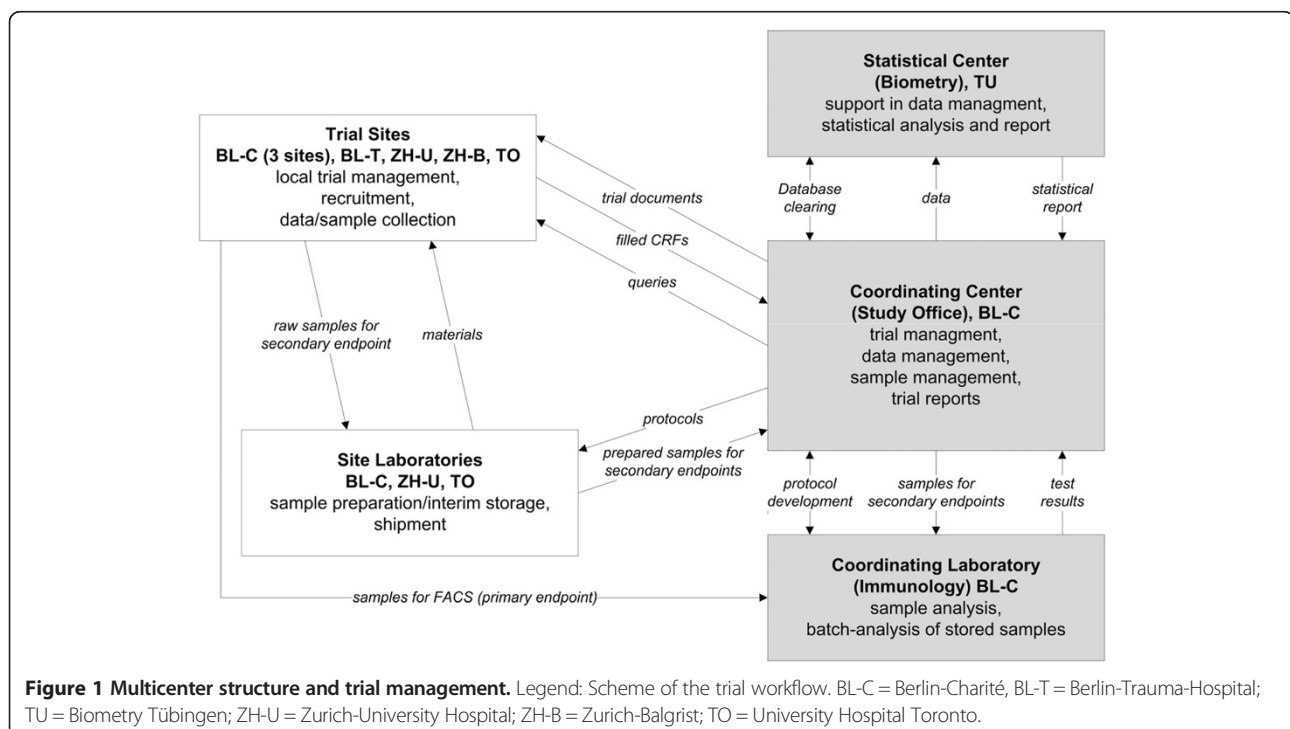 Statistical Center
(Biometry), TU
support in data managment,
statistical analysis and report
Trial Sites
BL-C (3 sites), BL-T, ZH-U, ZH-B, TO
local trial management,
recruitment,
data/sample collection
trial documents
filled CRFs
queries
Database
clearing
data
statistical
report
Coordinating Center
(Study Office), BL-C
trial managment,
data management,
sample management,
trial reports
raw samples for
secondary endpoint
materials
protocols
prepared samples for
secondary endpoints
Site Laboratories
BL-C, ZH-U, TO
sample preparation/interim storage,
shipment
protocol
development
samples for
secondary endpoints
test
results
Coordinating Laboratory
(Immunology) BL-C
sample analysis,
batch-analysis of stored samples
samples for FACS (primary endpoint)
Figure 1 Multicenter structure and trial management. Legend: Scheme of the trial workflow. BL-C = Berlin-Charité, BL-T = Berlin-Trauma-Hospital;
TU = Biometry Tübingen; ZH-U = Zurich-University Hospital; ZH-B = Zurich-Balgrist; TO = University Hospital Toronto.